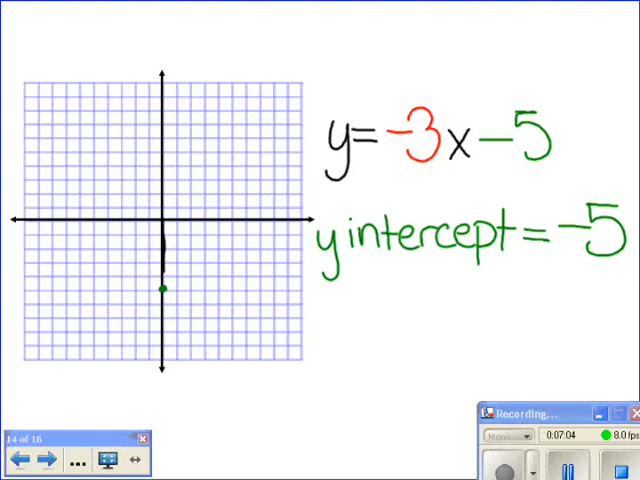 y = -3x - 5
y intercept = -5
14 of 16
...
Recording...
Menu
0:07:04
8.0 fps